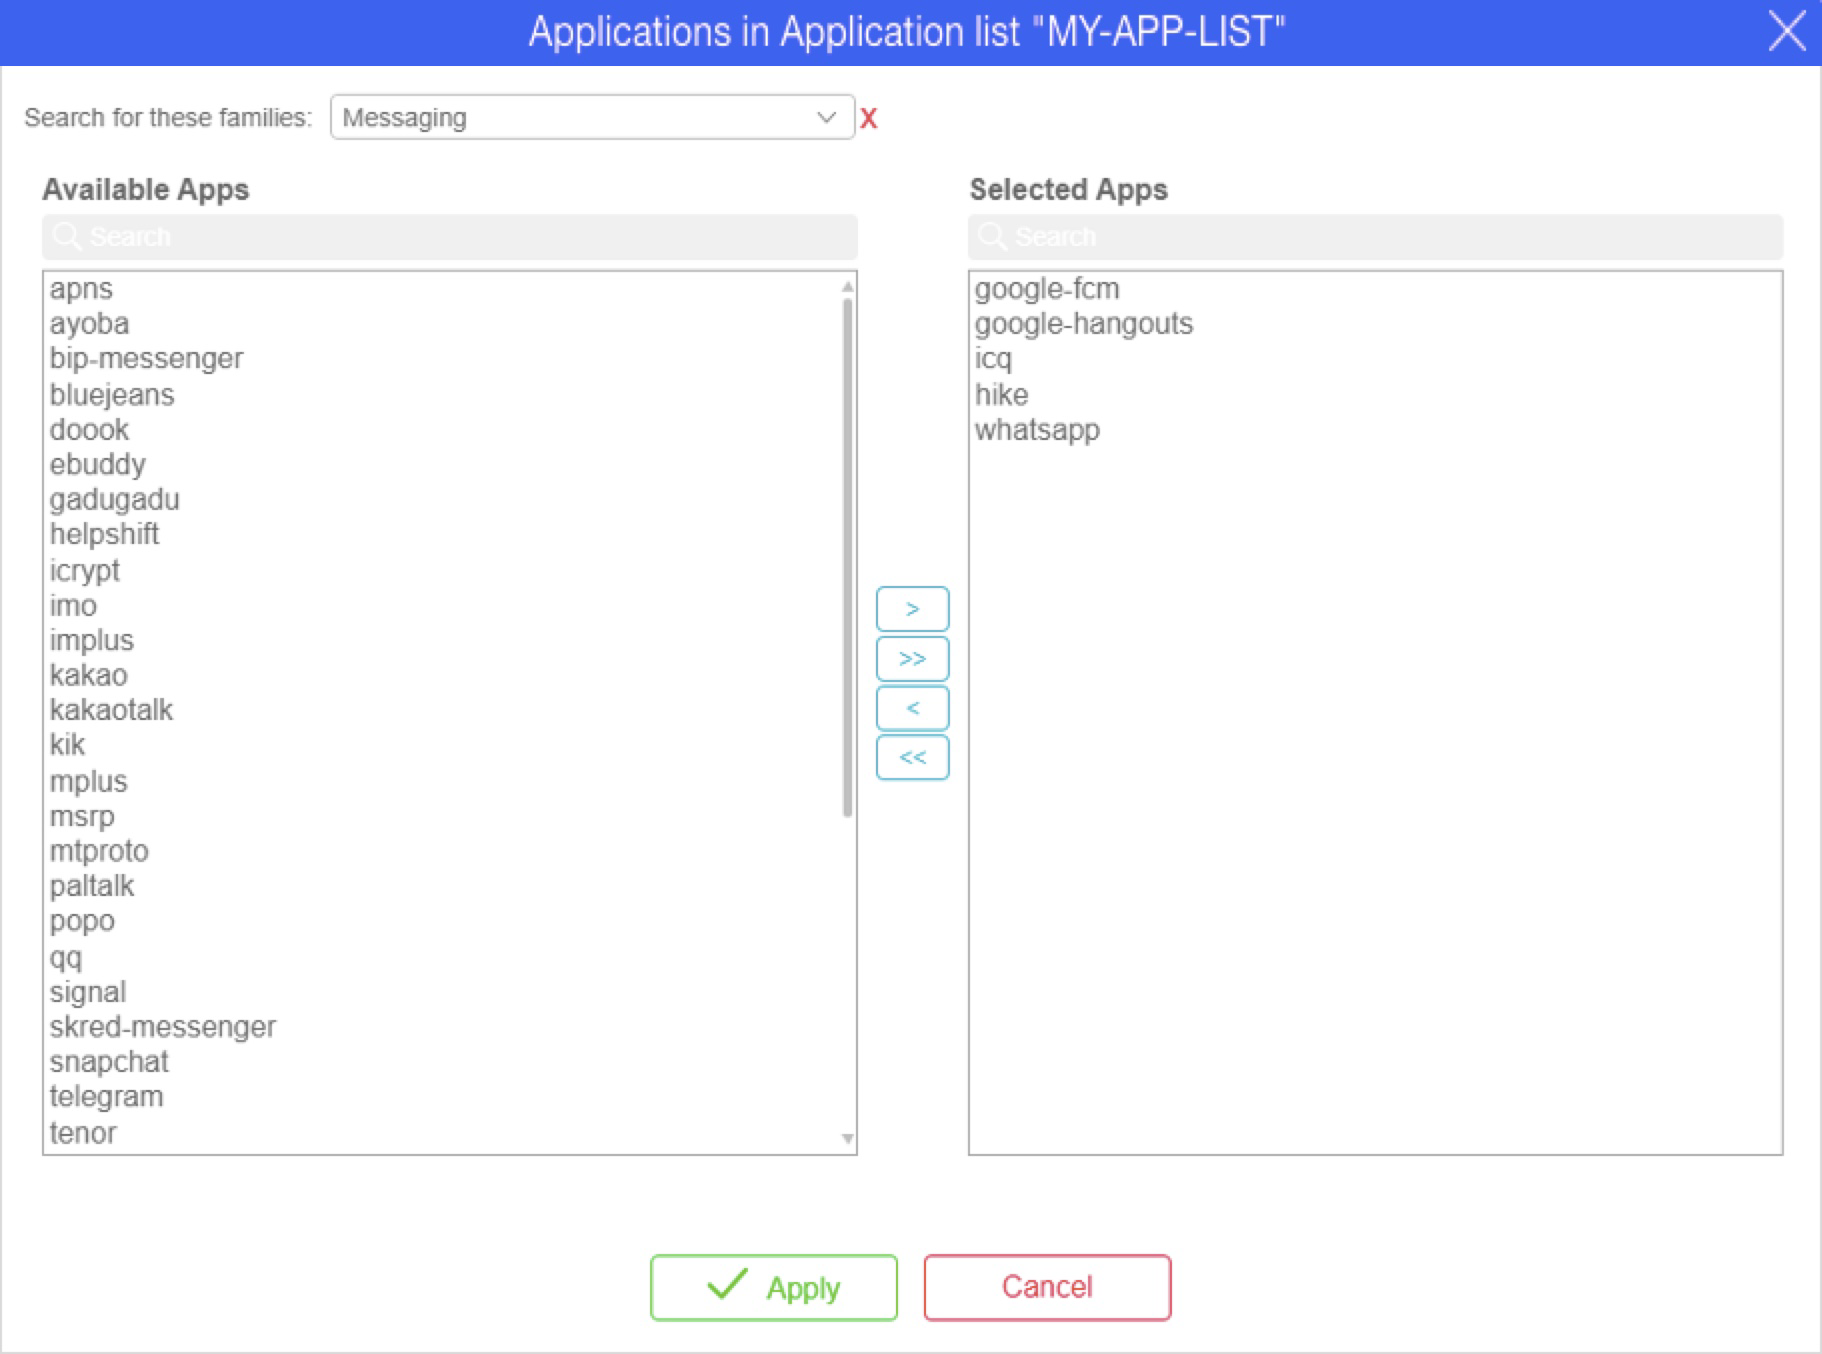 Applications in Application list "MY-APP-LIST"
Search for these families: Messaging X
Available Apps
Search
apns
ayoba
bip-messenger
bluejeans
doook
ebuddy
gadugadu
helpshift
icrypt
imo
implus
kakao
kakaotalk
kik
mplus
msrp
mtproto
paltalk
popo
qq
signal
skred-messenger
snapchat
telegram
tenor
>
>>
<
<<
Selected Apps
Search
google-fcm
google-hangouts
icq
hike
whatsapp
Apply
Cancel